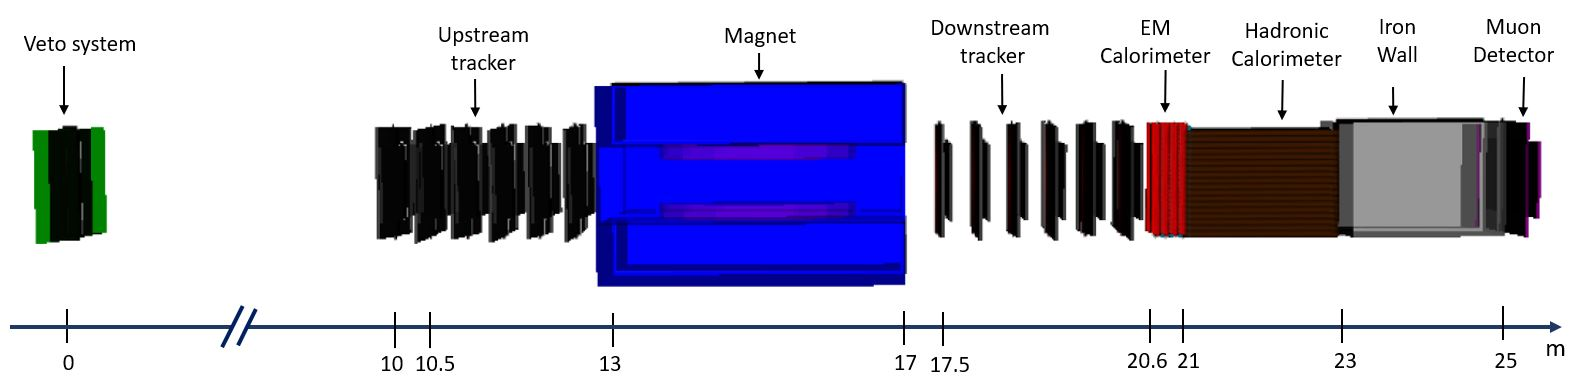 Veto system
Upstream
tracker
Magnet
Downstream
tracker
EM
Calorimeter
Hadronic
Calorimeter
Iron
Wall
Muon
Detector
0
10
10.5
13
17
17.5
20.6
21
23
25
m